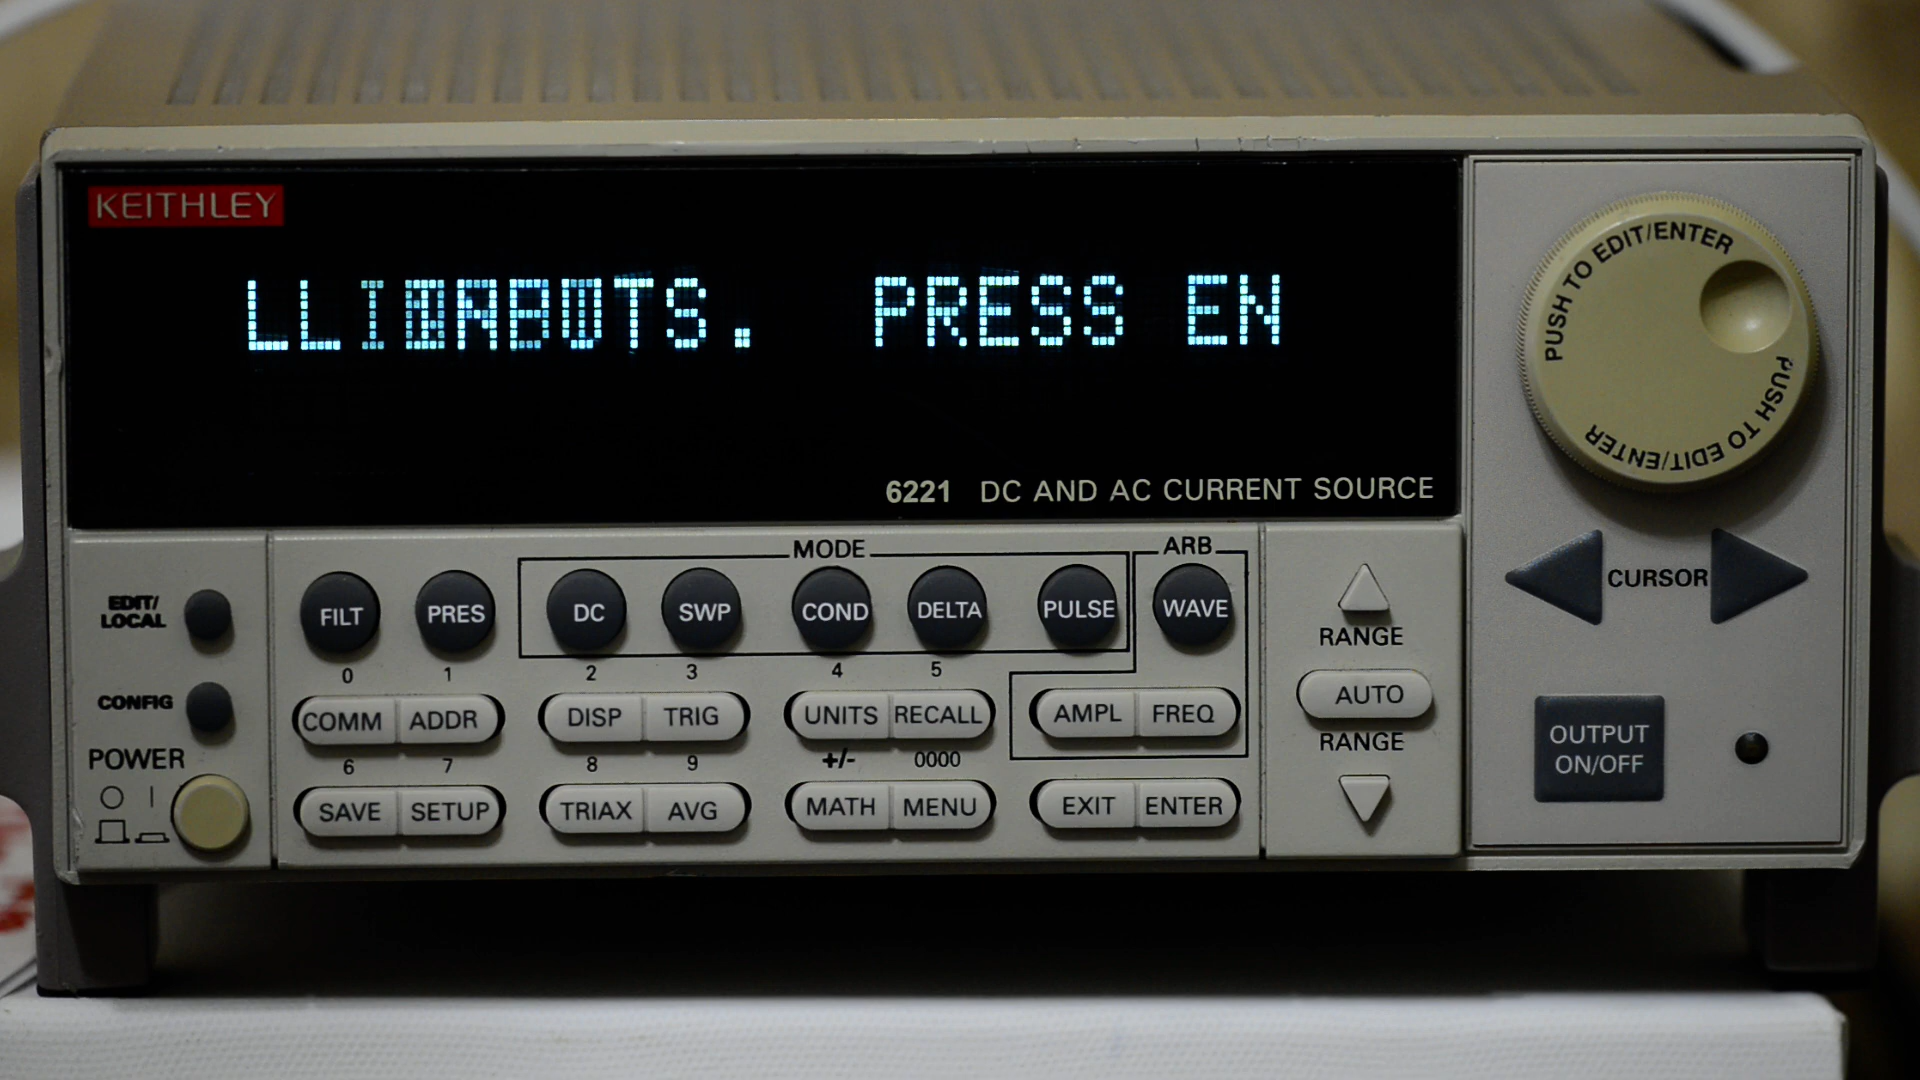 KEITHLEY
PRESS EN
6221 DC AND AC CURRENT SOURCE
PUSH TO EDIT/ENTER
PUSH TO EDIT/ENTER
MODE
ARB
EDIT/
LOCAL
FILT PRES DC SWP COND DELTA PULSE WAVE
RANGE
CURSOR
0 1 2 3 4 5
CONFIG
COMM ADDR DISP TRIG UNITS RECALL AMPL FREQ
AUTO
RANGE
OUTPUT
ON/OFF
POWER
6 7 8 9 +/- 0000
O |
SAVE SETUP TRIAX AVG MATH MENU EXIT ENTER